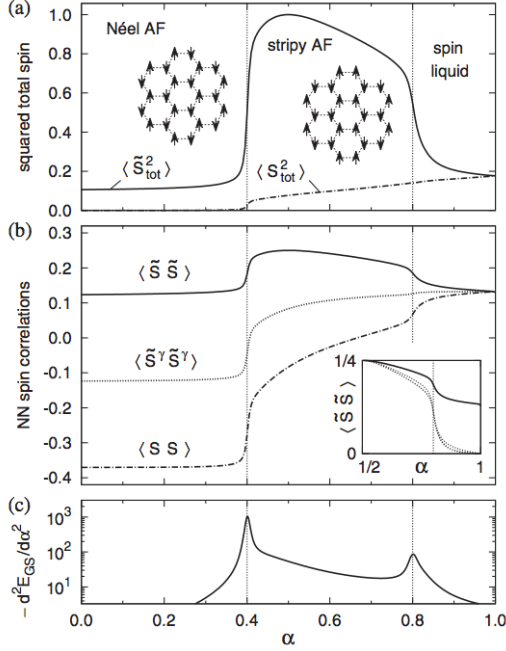 (a)
Néel AF
stripy AF
spin
liquid
squared total spin
1.0
0.8
0.6
0.4
0.2
0.0
⟨ S̃²tot ⟩
⟨ S²tot ⟩
(b)
NN spin correlations
0.3
0.2
0.1
0.0
-0.1
-0.2
-0.3
-0.4
⟨ S̃ S̃ ⟩
⟨ S̃^γ S̃^γ ⟩
⟨ S S ⟩
⟨ S̃S̃ ⟩
1/4
0
1/2 α 1
(c)
− d²E_GS/dα²
10³
10²
10¹
0.0 0.2 0.4 0.6 0.8 1.0
α